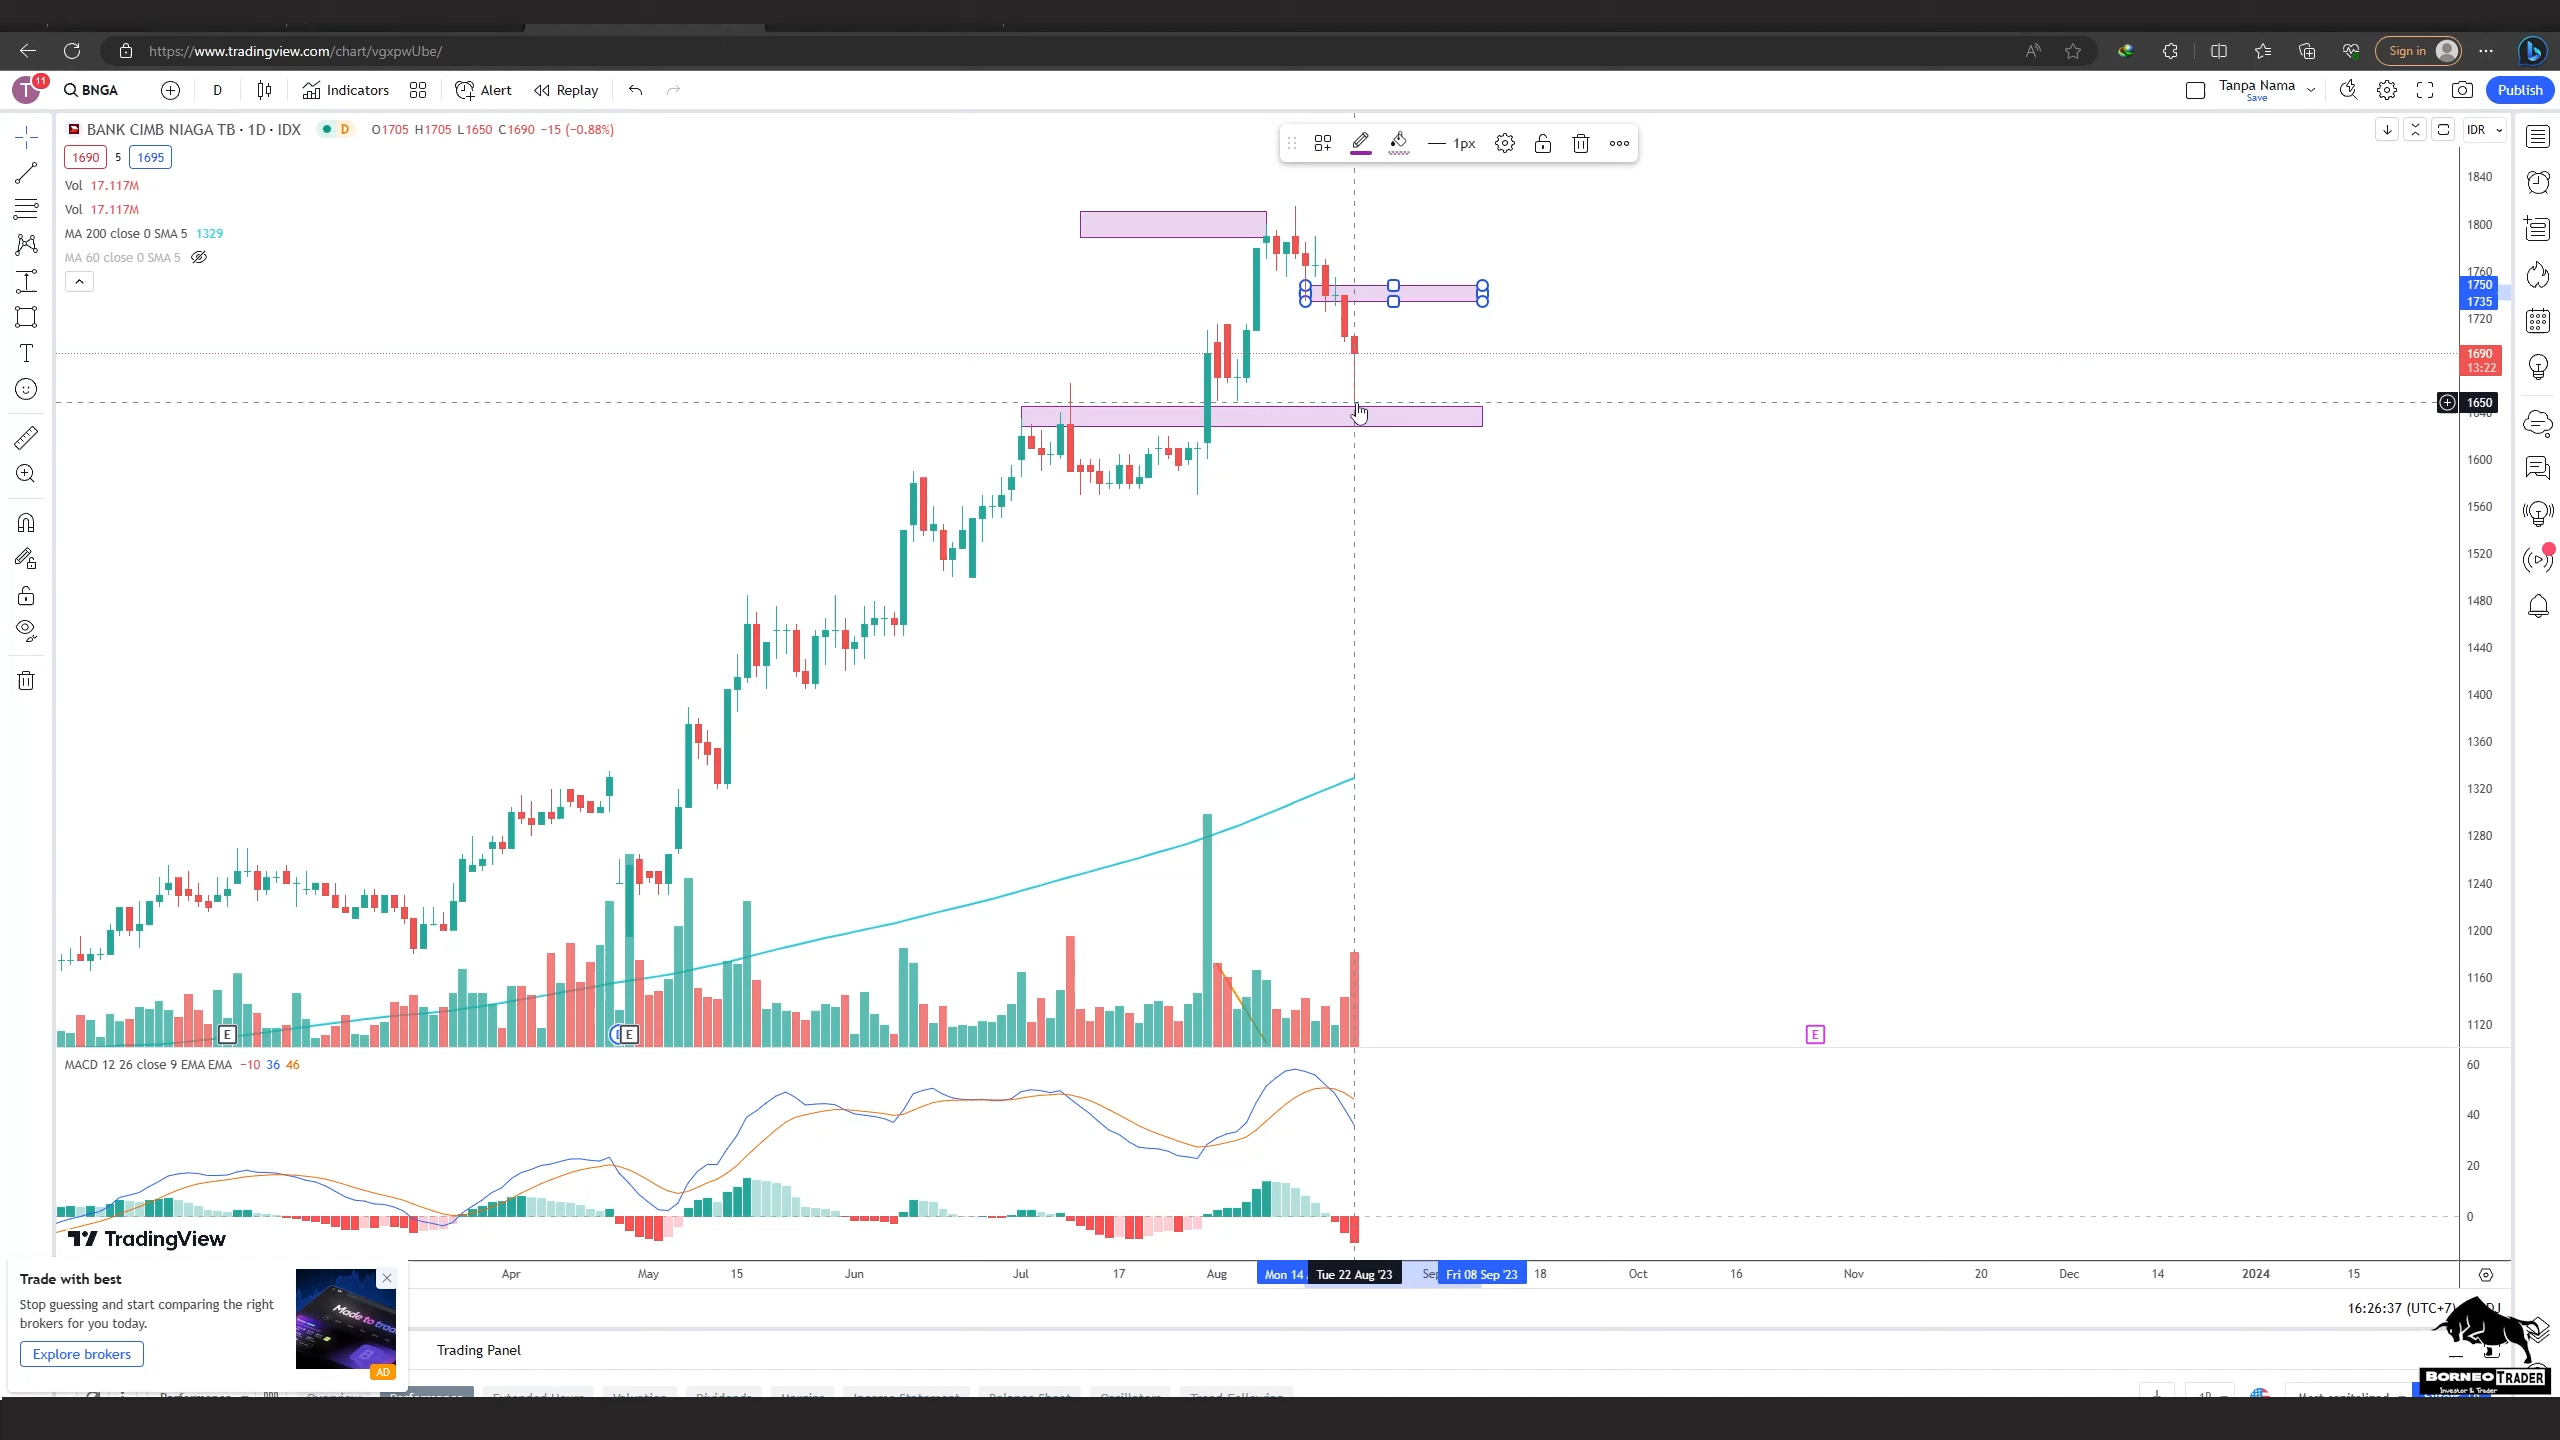 https://www.tradingview.com/chart/vgxpwUbe/
Sign in
T 11
BNGA
D
Indicators
Alert
Replay
Tanpa Nama
Save
Publish
BANK CIMB NIAGA TB · 1D · IDX
D
O1705 H1705 L1650 C1690 −15 (−0.88%)
IDR
1690 5 1695
Vol 17.117M
Vol 17.117M
MA 200 close 0 SMA 5 1329
MA 60 close 0 SMA 5
1px
1840
1800
1760
1750
1735
1720
1690
13:22
1650
1640
1600
1560
1520
1480
1440
1400
1360
1320
1280
1240
1200
1160
1120
E
E
E
MACD 12 26 close 9 EMA EMA −10 36 46
60
40
20
0
TradingView
Apr May 15 Jun Jul 17 Aug Mon 14 Tue 22 Aug '23 Fri 08 Sep '23 18 Oct 16 Nov 20 Dec 14 2024 15
Trade with best
Stop guessing and start comparing the right
brokers for you today.
Explore brokers
Made to
AD
16:26:37 (UTC+7)
Trading Panel
BORNEO TRADER
Investor & Trader